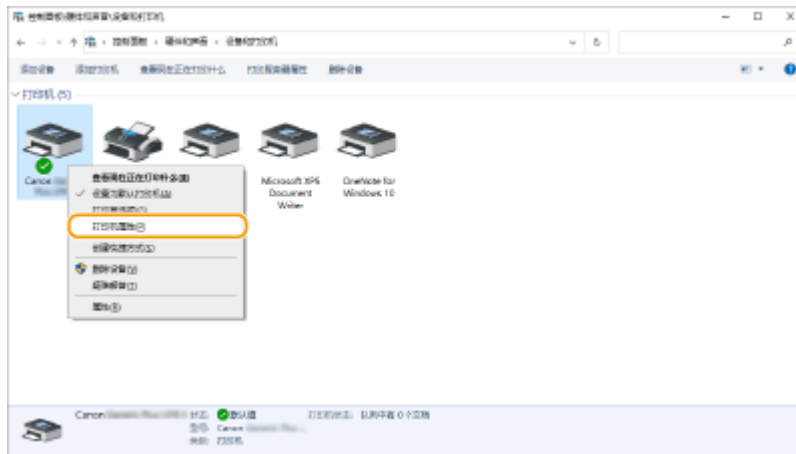 控制面板\硬件和声音\设备和打印机
控制面板 › 硬件和声音 › 设备和打印机
添加设备 添加打印机 查看现在正在打印什么 打印服务器属性 删除设备
打印机 (5)
Canon
Microsoft XPS Document Writer
OneNote for Windows 10
查看现在正在打印什么(E)
设置为默认打印机(A)
打印首选项(G)
打印机属性(P)
创建快捷方式(S)
删除设备(V)
疑难解答(T)
属性(R)
Canon 状态: 默认值 打印机状态: 队列中有 0 个文档
型号: Canon
类别: 打印机